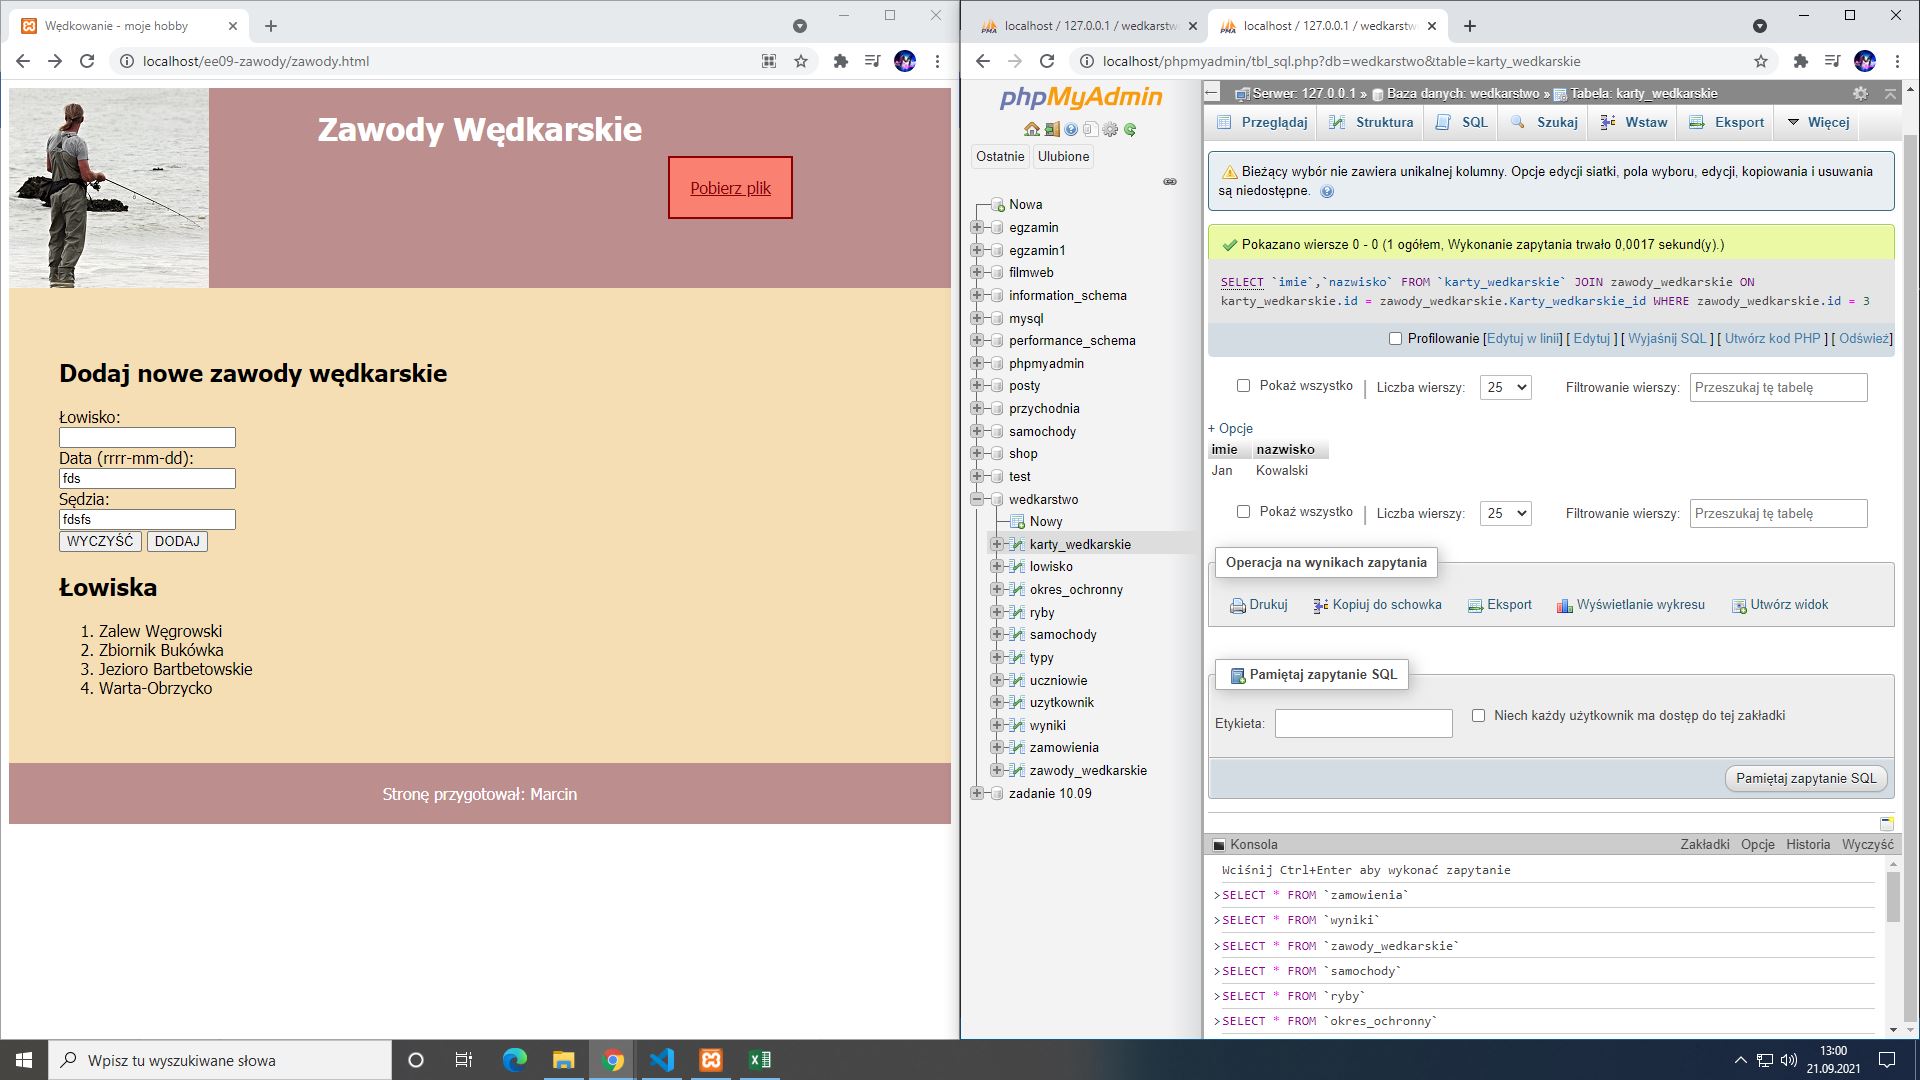 Wędkowanie - moje hobby
localhost/ee09-zawody/zawody.html
Zawody Wędkarskie
Pobierz plik
Dodaj nowe zawody wędkarskie
Łowisko:
Data (rrrr-mm-dd):
fds
Sędzia:
fdsfs
WYCZYŚĆ DODAJ
Łowiska
1. Zalew Węgrowski
2. Zbiornik Bukówka
3. Jezioro Bartbetowskie
4. Warta-Obrzycko
Stronę przygotował: Marcin
localhost / 127.0.0.1 / wedkarstw
localhost / 127.0.0.1 / wedkarstw
localhost/phpmyadmin/tbl_sql.php?db=wedkarstwo&table=karty_wedkarskie
phpMyAdmin
Ostatnie Ulubione
Nowa
egzamin
egzamin1
filmweb
information_schema
mysql
performance_schema
phpmyadmin
posty
przychodnia
samochody
shop
test
wedkarstwo
Nowy
karty_wedkarskie
lowisko
okres_ochronny
ryby
samochody
typy
uczniowie
uzytkownik
wyniki
zamowienia
zawody_wedkarskie
zadanie 10.09
Serwer: 127.0.0.1 » Baza danych: wedkarstwo » Tabela: karty_wedkarskie
Przeglądaj Struktura SQL Szukaj Wstaw Eksport Więcej
Bieżący wybór nie zawiera unikalnej kolumny. Opcje edycji siatki, pola wyboru, edycji, kopiowania i usuwania
są niedostępne.
Pokazano wiersze 0 - 0 (1 ogółem, Wykonanie zapytania trwało 0,0017 sekund(y).)
SELECT `imie`,`nazwisko` FROM `karty_wedkarskie` JOIN zawody_wedkarskie ON
karty_wedkarskie.id = zawody_wedkarskie.Karty_wedkarskie_id WHERE zawody_wedkarskie.id = 3
Profilowanie [Edytuj w linii] [ Edytuj ] [ Wyjaśnij SQL ] [ Utwórz kod PHP ] [ Odśwież]
Pokaż wszystko | Liczba wierszy: 25 Filtrowanie wierszy: Przeszukaj tę tabelę
+ Opcje
imie nazwisko
Jan Kowalski
Pokaż wszystko | Liczba wierszy: 25 Filtrowanie wierszy: Przeszukaj tę tabelę
Operacja na wynikach zapytania
Drukuj Kopiuj do schowka Eksport Wyświetlanie wykresu Utwórz widok
Pamiętaj zapytanie SQL
Etykieta: Niech każdy użytkownik ma dostęp do tej zakładki
Pamiętaj zapytanie SQL
Konsola Zakładki Opcje Historia Wyczyść
Wciśnij Ctrl+Enter aby wykonać zapytanie
>SELECT * FROM `zamowienia`
>SELECT * FROM `wyniki`
>SELECT * FROM `zawody_wedkarskie`
>SELECT * FROM `samochody`
>SELECT * FROM `ryby`
>SELECT * FROM `okres_ochronny`
Wpisz tu wyszukiwane słowa
13:00
21.09.2021